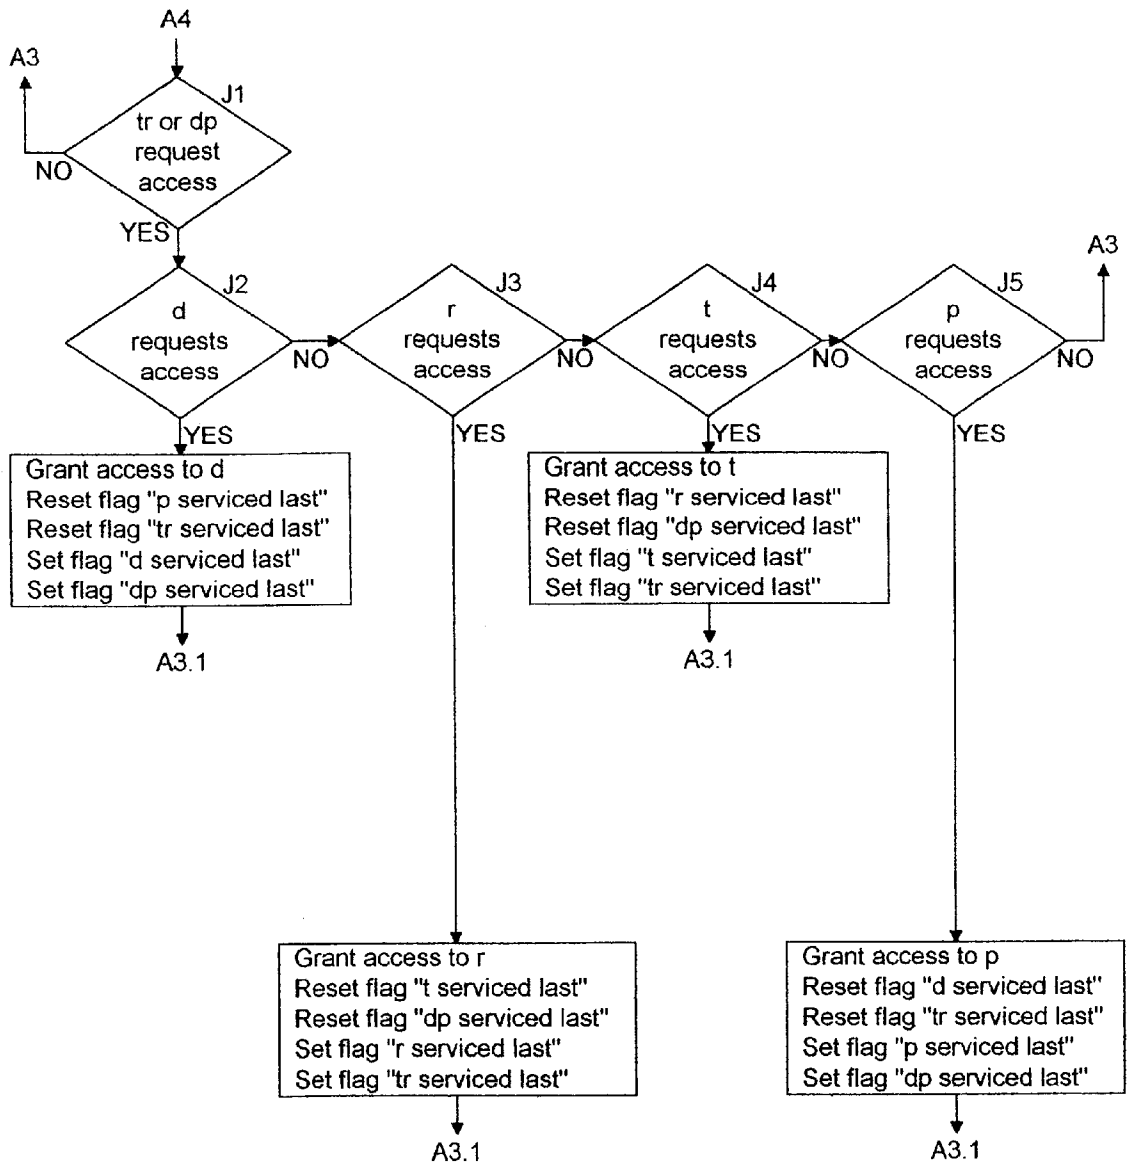 A4
A3
J1
tr or dp
request
access
NO
YES
A3
J2
d
requests
access
NO
YES
J3
r
requests
access
NO
YES
J4
t
requests
access
NO
YES
J5
p
requests
access
NO
YES
Grant access to d
Reset flag "p serviced last"
Reset flag "tr serviced last"
Set flag "d serviced last"
Set flag "dp serviced last"
A3.1
Grant access to t
Reset flag "r serviced last"
Reset flag "dp serviced last"
Set flag "t serviced last"
Set flag "tr serviced last"
A3.1
Grant access to r
Reset flag "t serviced last"
Reset flag "dp serviced last"
Set flag "r serviced last"
Set flag "tr serviced last"
A3.1
Grant access to p
Reset flag "d serviced last"
Reset flag "tr serviced last"
Set flag "p serviced last"
Set flag "dp serviced last"
A3.1